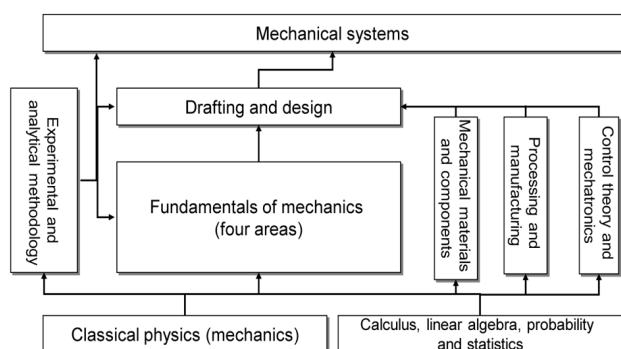 Mechanical systems
Drafting and design
Experimental and
analytical methodology
Fundamentals of mechanics
(four areas)
Mechanical materials
and components
Processing and
manufacturing
Control theory and
mechatronics
Classical physics (mechanics)
Calculus, linear algebra, probability
and statistics